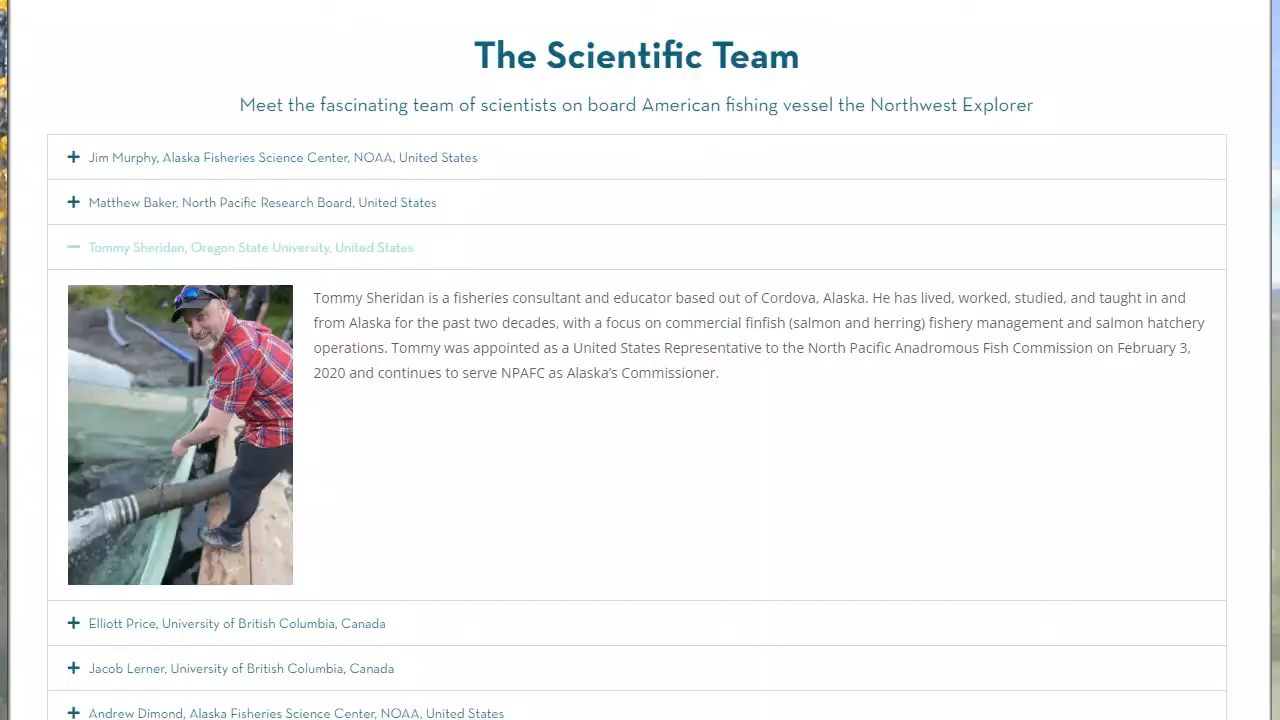 The Scientific Team
Meet the fascinating team of scientists on board American fishing vessel the Northwest Explorer
Jim Murphy, Alaska Fisheries Science Center, NOAA, United States
Matthew Baker, North Pacific Research Board, United States
Tommy Sheridan, Oregon State University, United States
Tommy Sheridan is a fisheries consultant and educator based out of Cordova, Alaska. He has lived, worked, studied, and taught in and
from Alaska for the past two decades, with a focus on commercial finfish (salmon and herring) fishery management and salmon hatchery
operations. Tommy was appointed as a United States Representative to the North Pacific Anadromous Fish Commission on February 3,
2020 and continues to serve NPAFC as Alaska’s Commissioner.
Elliott Price, University of British Columbia, Canada
Jacob Lerner, University of British Columbia, Canada
Andrew Dimond, Alaska Fisheries Science Center, NOAA, United States